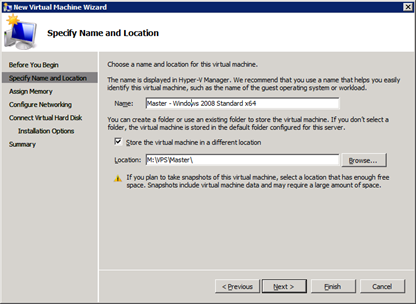 New Virtual Machine Wizard
Specify Name and Location
Before You Begin
Specify Name and Location
Assign Memory
Configure Networking
Connect Virtual Hard Disk
Installation Options
Summary
Choose a name and location for this virtual machine.
The name is displayed in Hyper-V Manager. We recommend that you use a name that helps you easily
identify this virtual machine, such as the name of the guest operating system or workload.
Name: Master - Windows 2008 Standard x64
You can create a folder or use an existing folder to store the virtual machine. If you don't select a
folder, the virtual machine is stored in the default folder configured for this server.
Store the virtual machine in a different location
Location: M:\VPS\Master\ Browse...
If you plan to take snapshots of this virtual machine, select a location that has enough free
space. Snapshots include virtual machine data and may require a large amount of space.
< Previous Next > Finish Cancel